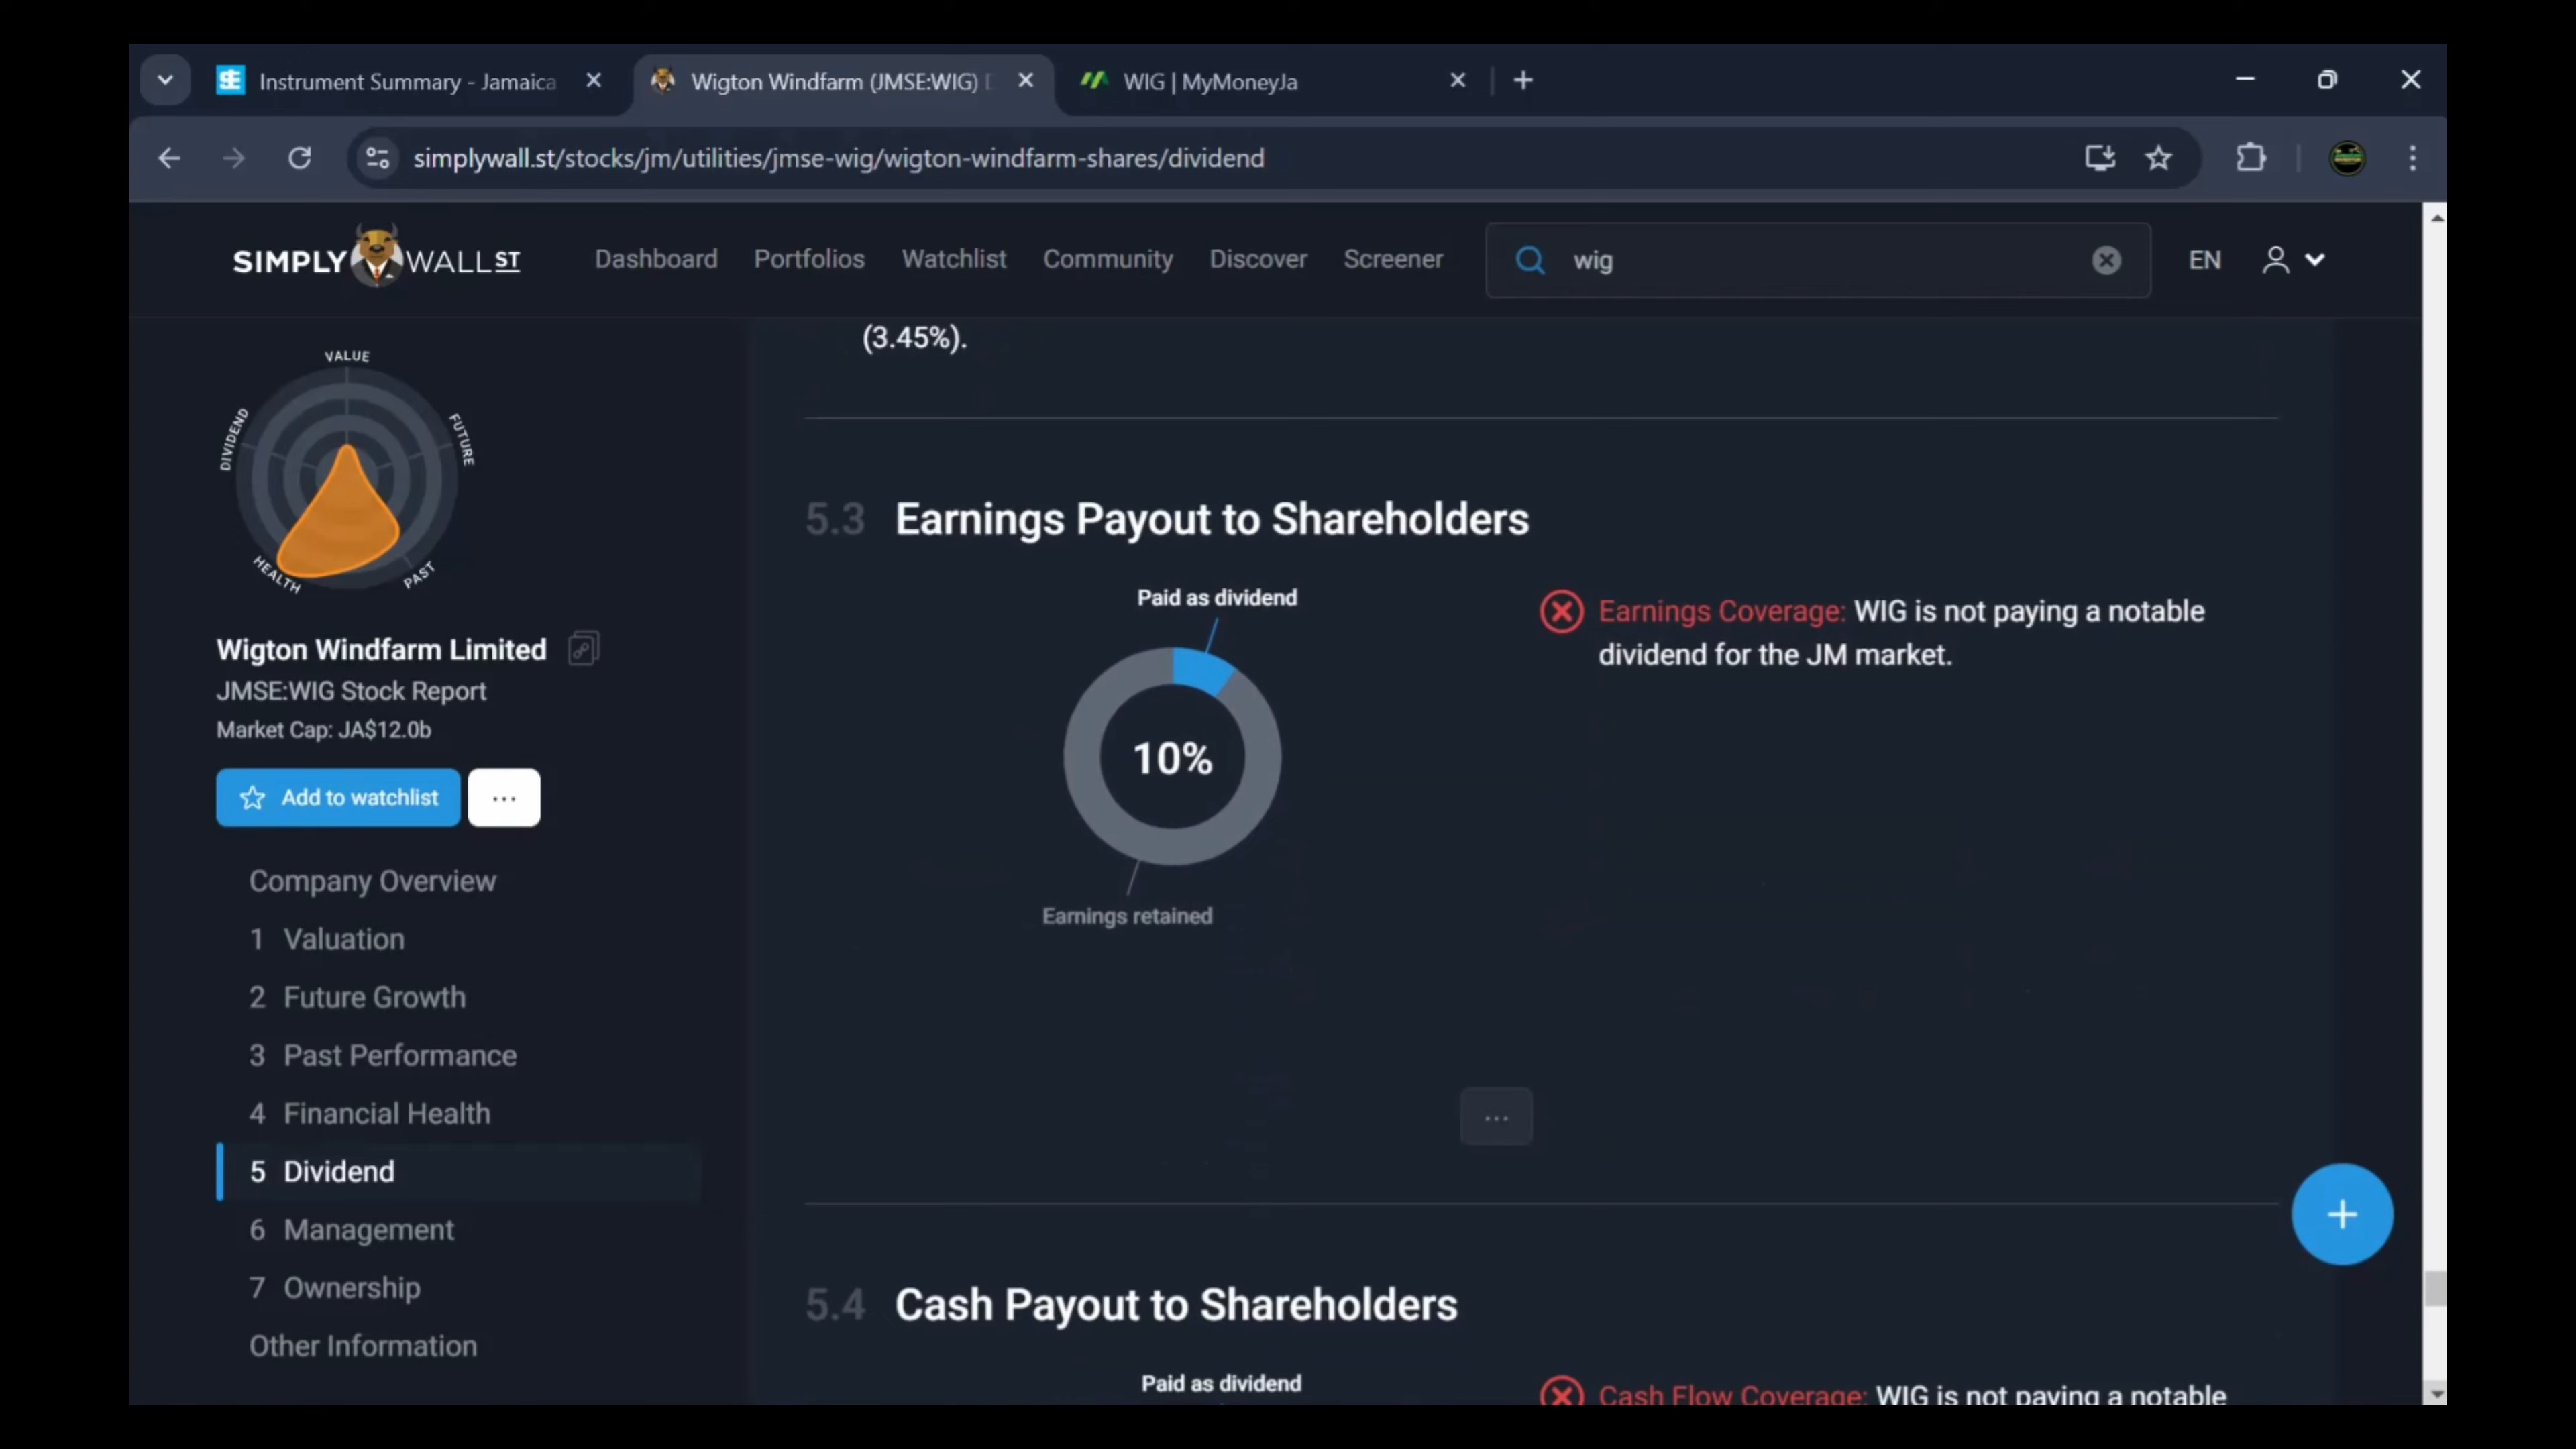 Instrument Summary - Jamaica
Wigton Windfarm (JMSE:WIG)
WIG | MyMoneyJa
simplywall.st/stocks/jm/utilities/jmse-wig/wigton-windfarm-shares/dividend
SIMPLY WALL ST
Dashboard
Portfolios
Watchlist
Community
Discover
Screener
wig
EN
VALUE
FUTURE
PAST
HEALTH
DIVIDEND
Wigton Windfarm Limited
JMSE:WIG Stock Report
Market Cap: JA$12.0b
Add to watchlist
...
Company Overview
1 Valuation
2 Future Growth
3 Past Performance
4 Financial Health
5 Dividend
6 Management
7 Ownership
Other Information
(3.45%).
5.3 Earnings Payout to Shareholders
Paid as dividend
10%
Earnings retained
Earnings Coverage: WIG is not paying a notable
dividend for the JM market.
...
5.4 Cash Payout to Shareholders
Paid as dividend
Cash Flow Coverage: WIG is not paying a notable